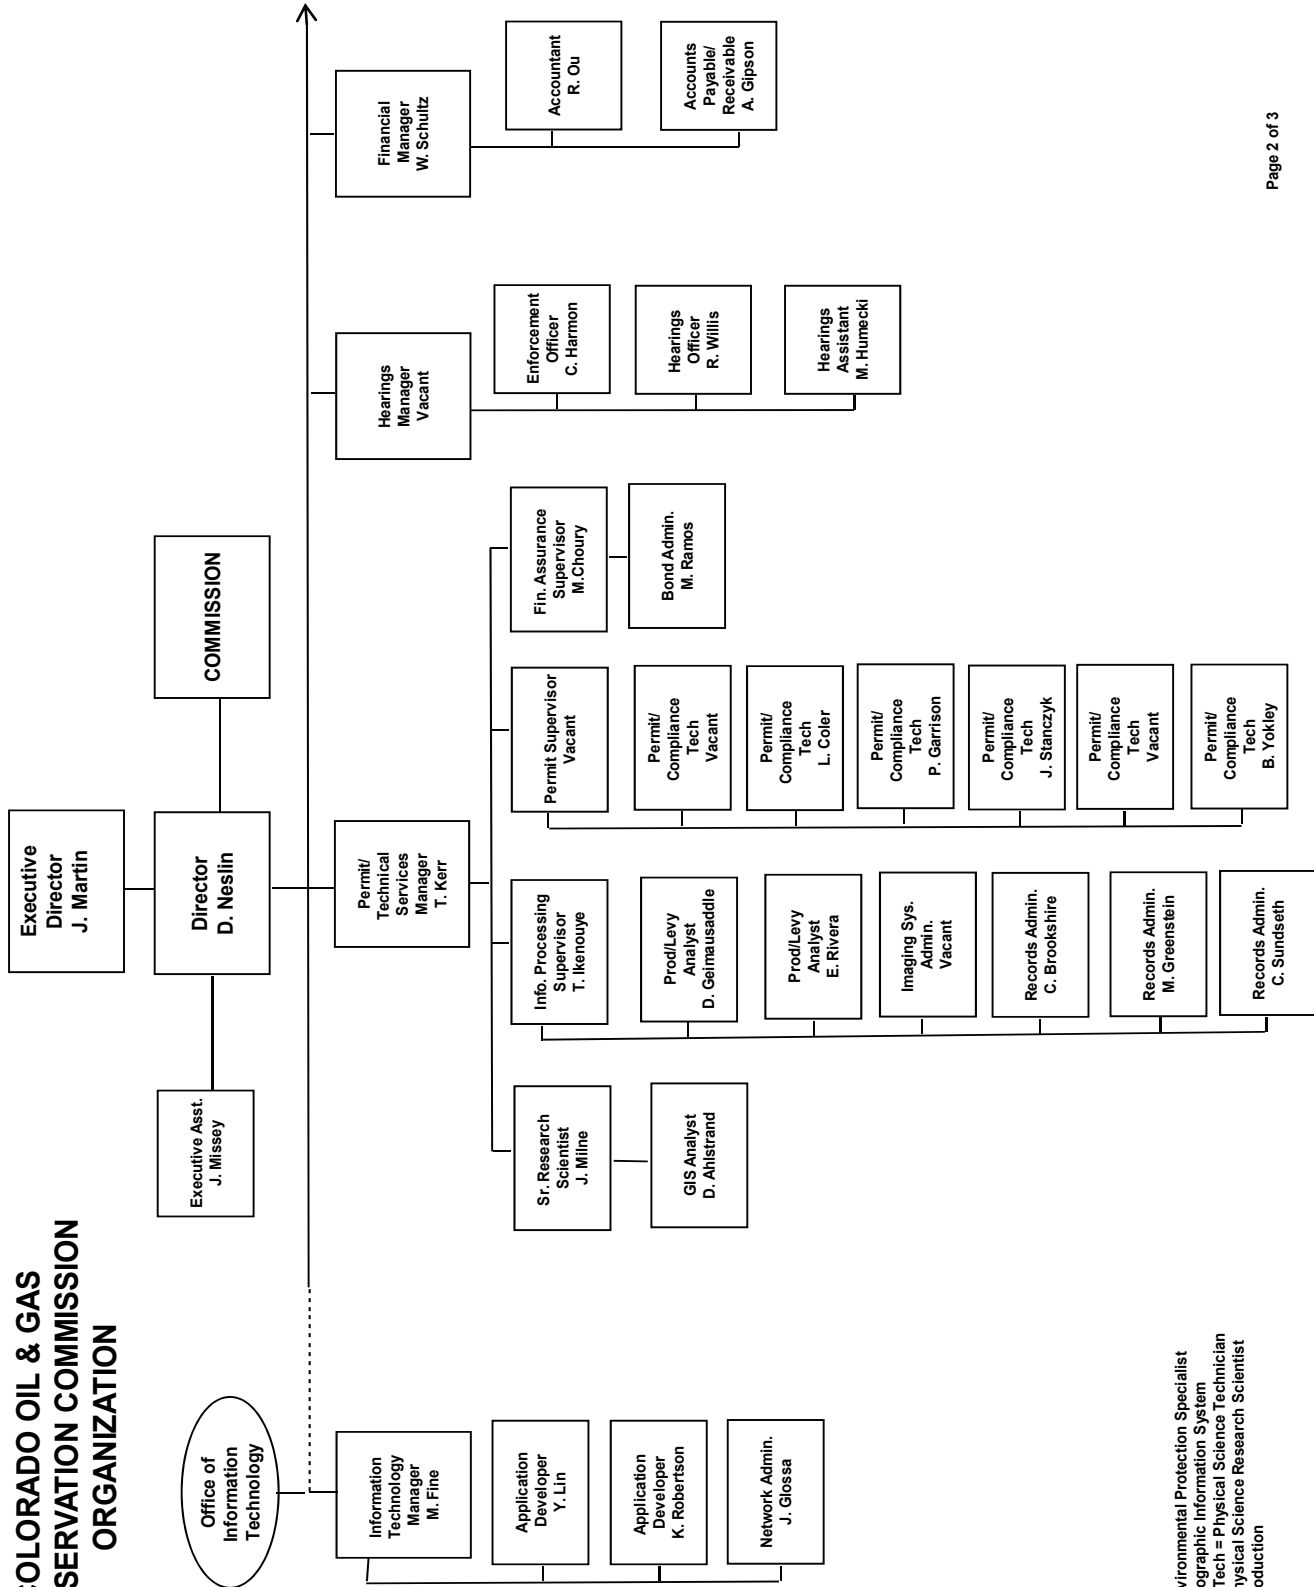 COLORADO OIL & GAS
SERVATION COMMISSION
ORGANIZATION
Executive
Director
J. Martin
Director
D. Neslin
COMMISSION
Executive Asst.
J. Missey
Office of
Information
Technology
Information
Technology
Manager
M. Fine
Application
Developer
Y. Lin
Application
Developer
K. Robertson
Network Admin.
J. Glossa
Permit/
Technical
Services
Manager
T. Kerr
Sr. Research
Scientist
J. Milne
GIS Analyst
D. Ahlstrand
Info. Processing
Supervisor
T. Ikenouye
Prod/Levy
Analyst
D. Geimausaddle
Prod/Levy
Analyst
E. Rivera
Imaging Sys.
Admin.
Vacant
Records Admin.
C. Brookshire
Records Admin.
M. Greenstein
Records Admin.
C. Sundseth
Permit Supervisor
Vacant
Permit/
Compliance
Tech
Vacant
Permit/
Compliance
Tech
L. Coler
Permit/
Compliance
Tech
P. Garrison
Permit/
Compliance
Tech
J. Stanczyk
Permit/
Compliance
Tech
Vacant
Permit/
Compliance
Tech
B. Yokley
Fin. Assurance
Supervisor
M.Choury
Bond Admin.
M. Ramos
Hearings
Manager
Vacant
Enforcement
Officer
C. Harmon
Hearings
Officer
R. Willis
Hearings
Assistant
M. Humecki
Financial
Manager
W. Schultz
Accountant
R. Ou
Accounts
Payable/
Receivable
A. Gipson
vironmental Protection Specialist
ographic Information System
Tech = Physical Science Technician
hysical Science Research Scientist
oduction
Page 2 of 3